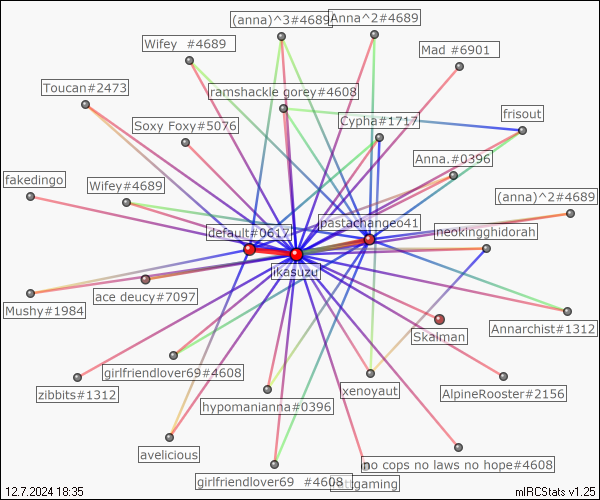 (anna)^3#4689
Anna^2#4689
Wifey #4689
Mad #6901
Toucan#2473
ramshackle gorey#4608
frisout
Soxy Foxy#5076
Cypha#1717
Anna.#0396
fakedingo
Wifey#4689
(anna)^2#4689
pastachangeo41
default#0617
neokingghidorah
ikasuzu
ace deucy#7097
Mushy#1984
Annarchist#1312
Skalman
girlfriendlover69#4608
zibbits#1312
xenoyaut
AlpineRooster#2156
hypomanianna#0396
avelicious
no cops no laws no hope#4608
girlfriendlover69 #4608
gaming
12.7.2024 18:35
mIRCStats v1.25